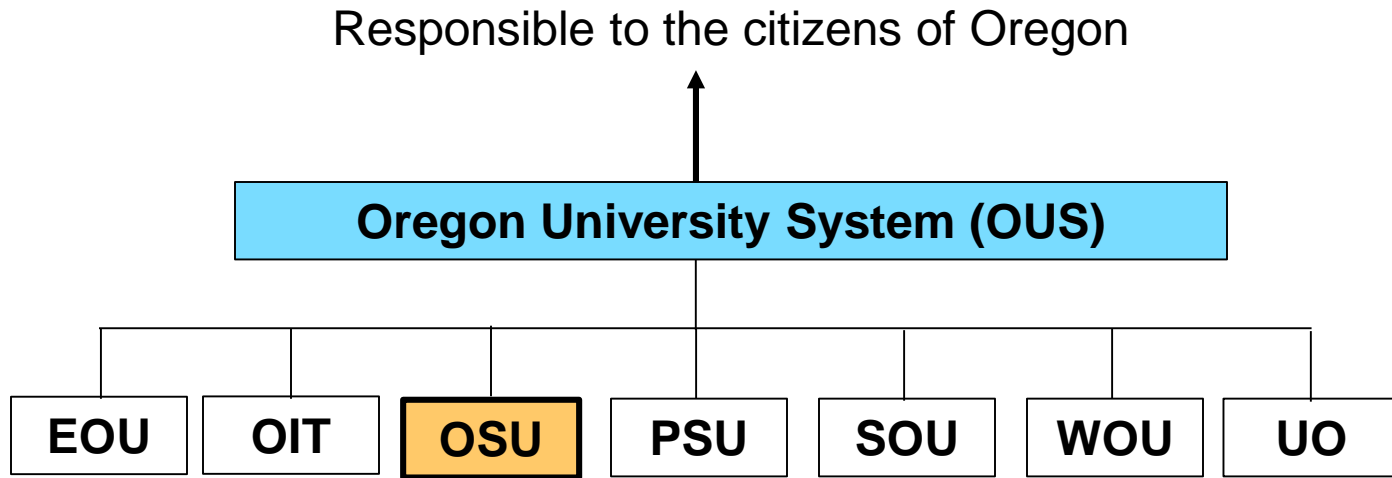 Responsible to the citizens of Oregon
Oregon University System (OUS)
EOU OIT OSU PSU SOU WOU UO